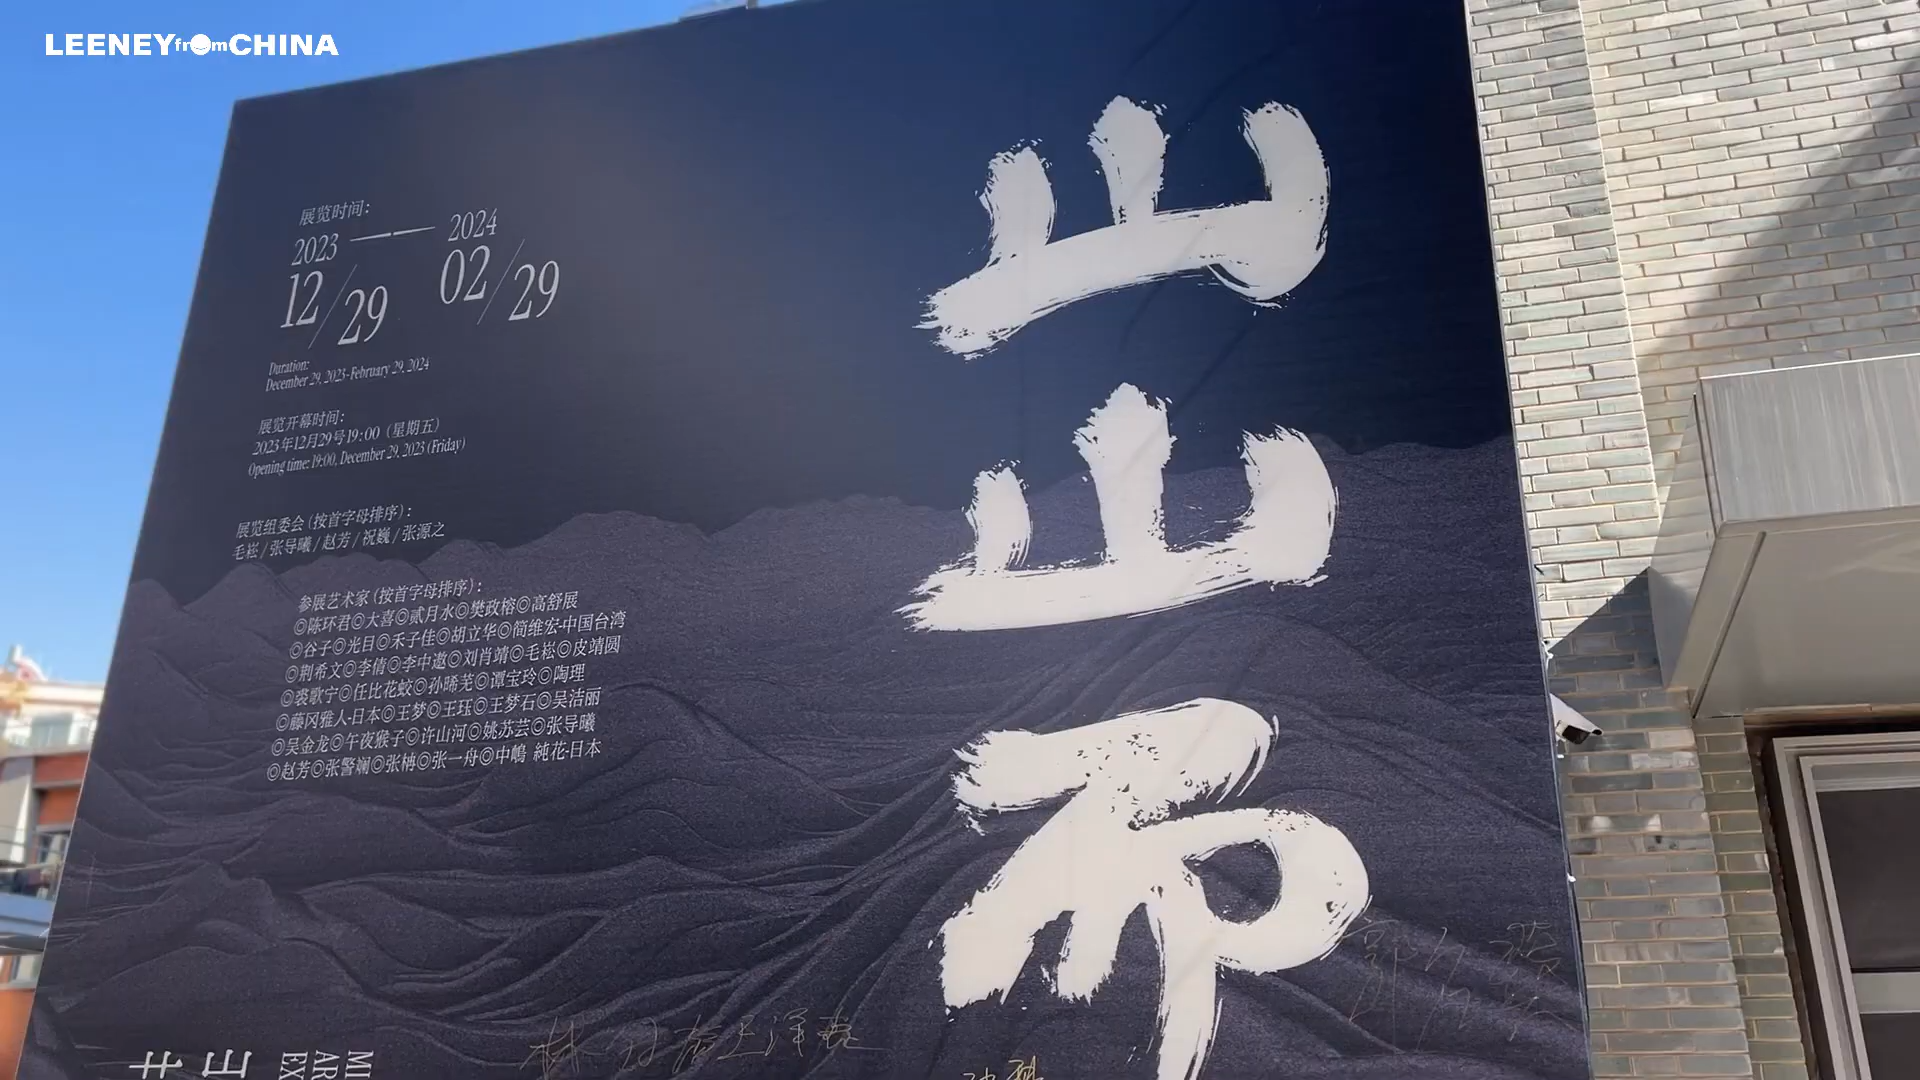 LEENEYfromCHINA
展览时间：
2023 —— 2024
12/29 02/29
Duration:
December 29, 2023-February 29, 2024
展览开幕时间：
2023年12月29号19:00（星期五）
Opening time: 19:00, December 29, 2023 (Friday)
展览组委会（按首字母排序）：
毛崧/张导曦/赵芳/祝巍/张源之
参展艺术家（按首字母排序）：
◎陈环君◎大喜◎贰月水◎樊政榕◎高舒展
◎谷子◎光目◎禾子佳◎胡立华◎简维宏-中国台湾
◎荆希文◎李倩◎李中遨◎刘肖靖◎毛崧◎皮靖圆
◎裘歌宁◎任比花蛟◎孙晞芜◎谭宝玲◎陶理
◎藤冈雅人-日本◎王梦◎王珏◎王梦石◎吴洁丽
◎吴金龙◎午夜猴子◎许山河◎姚苏芸◎张导曦
◎赵芳◎张警斓◎张枬◎张一舟◎中嶋 純花-日本
山山而
MI
AR
EX